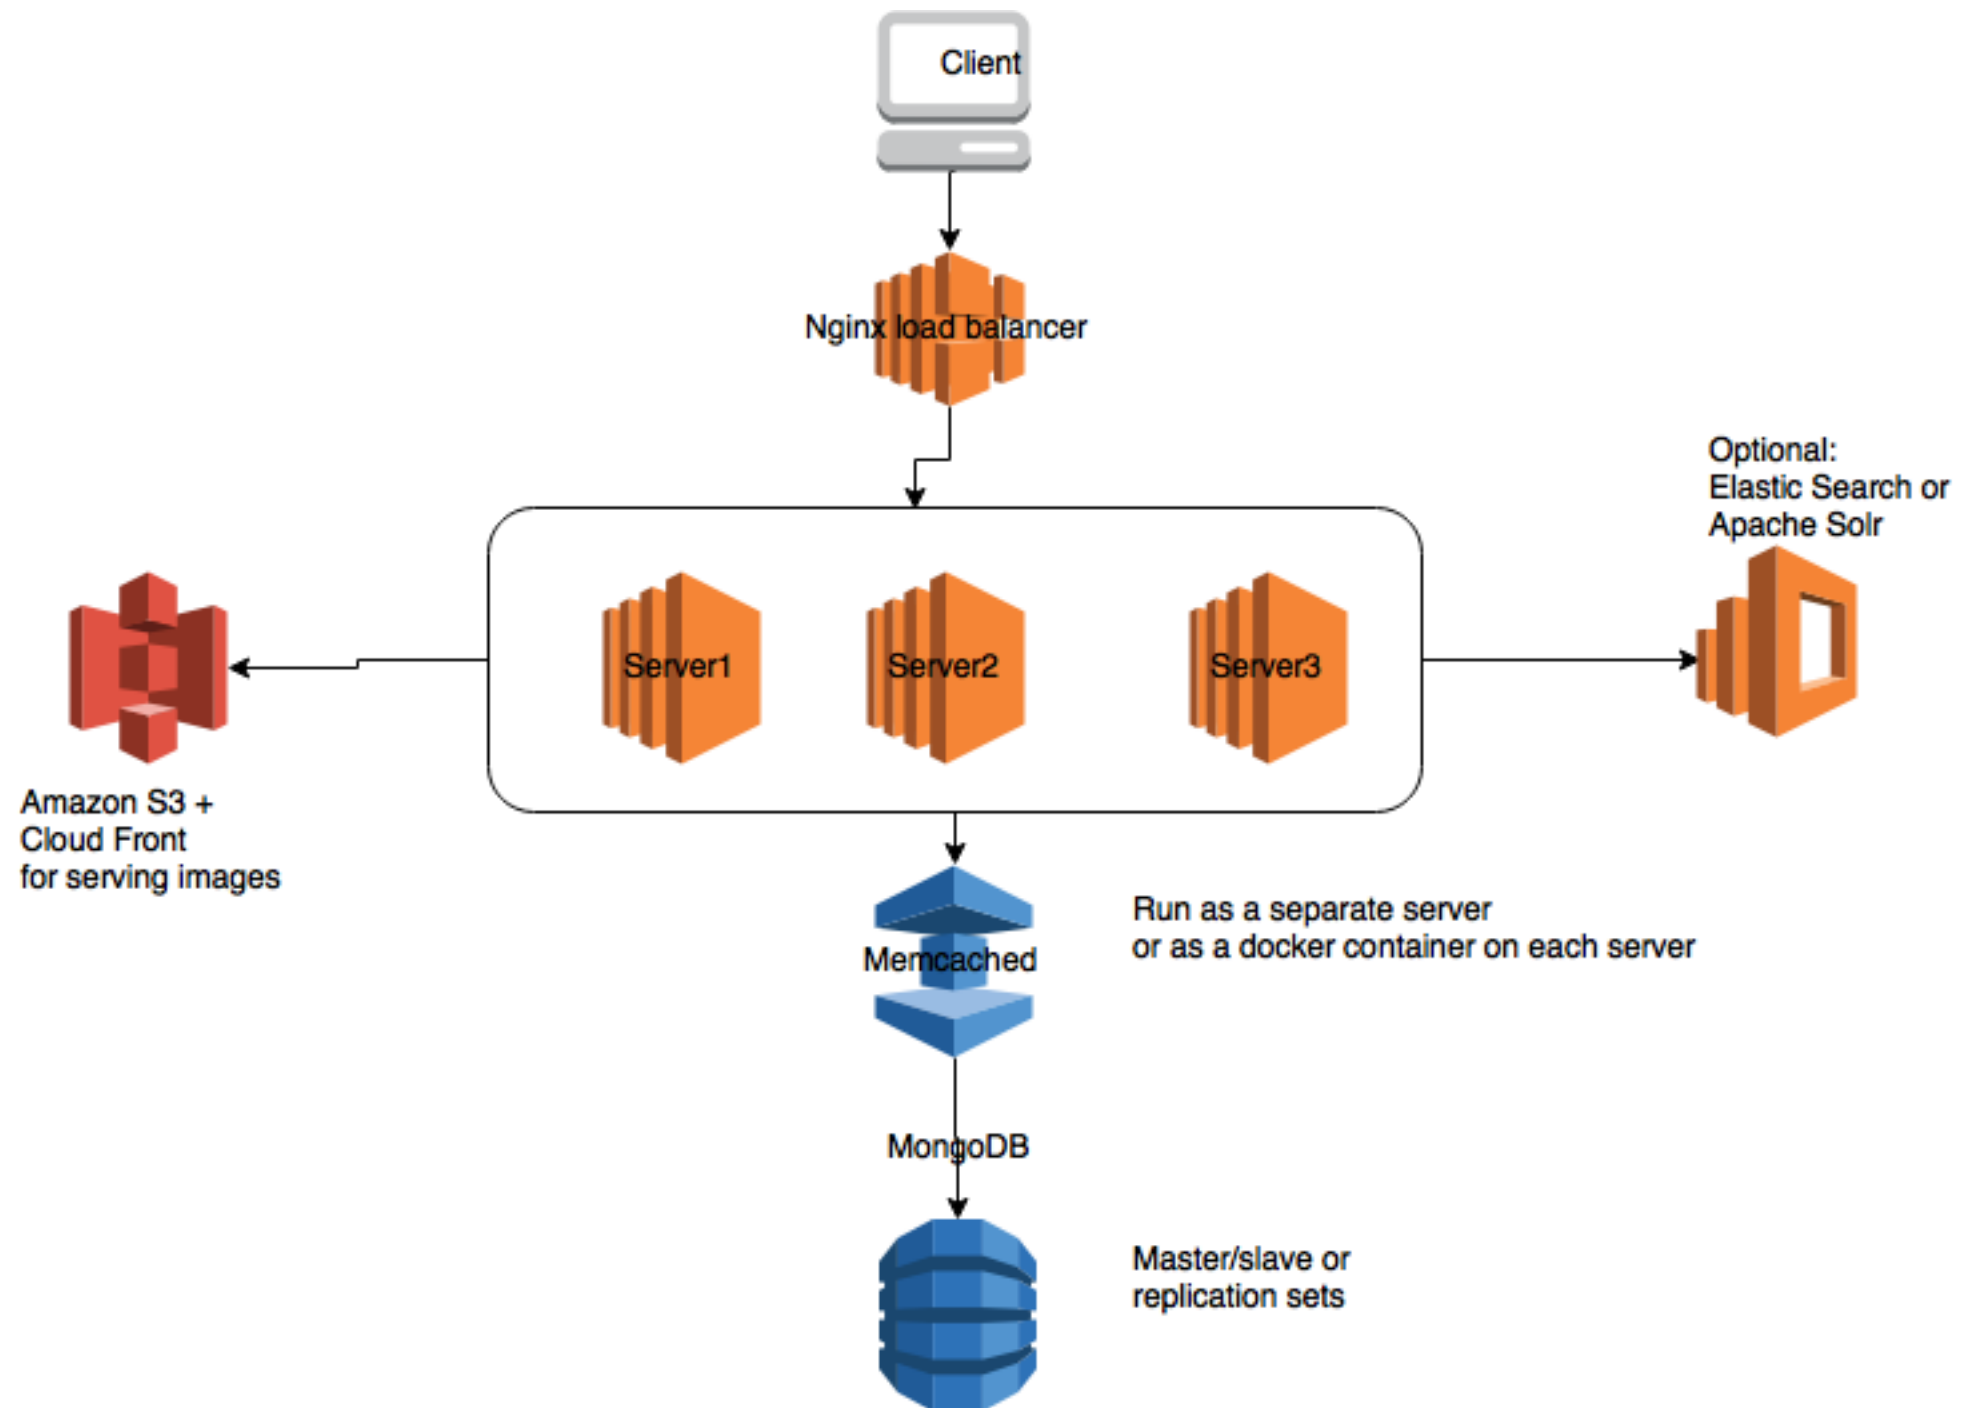 Client
Nginx load balancer
Optional:
Elastic Search or
Apache Solr
Server1
Server2
Server3
Amazon S3 +
Cloud Front
for serving images
Run as a separate server
or as a docker container on each server
Memcached
MongoDB
Master/slave or
replication sets